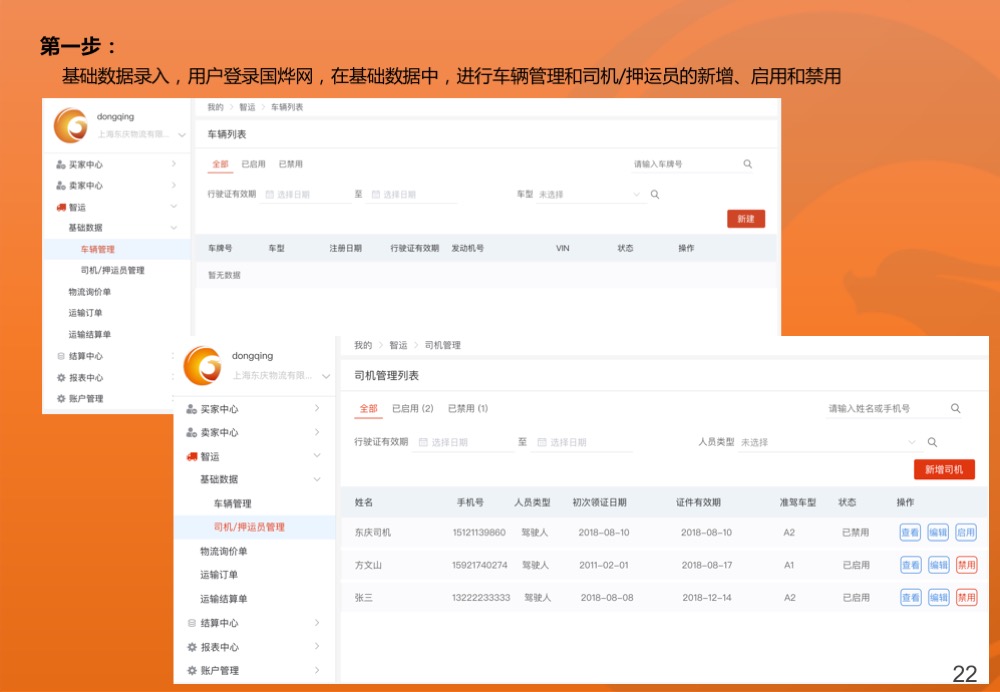 第一步：
基础数据录入，用户登录国烨网，在基础数据中，进行车辆管理和司机/押运员的新增、启用和禁用
dongqing
上海东庆物流有限...
买家中心
卖家中心
智运
基础数据
车辆管理
司机/押运员管理
物流询价单
运输订单
运输结算单
结算中心
报表中心
账户管理
我的 > 智运 > 车辆列表
车辆列表
全部 已启用 已禁用 请输入车牌号
行驶证有效期 选择日期 至 选择日期 车型 未选择
新建
车牌号 车型 注册日期 行驶证有效期 发动机号 VIN 状态 操作
暂无数据
dongqing
上海东庆物流有限...
买家中心
卖家中心
智运
基础数据
车辆管理
司机/押运员管理
物流询价单
运输订单
运输结算单
结算中心
报表中心
账户管理
我的 > 智运 > 司机管理
司机管理列表
全部 已启用 (2) 已禁用 (1) 请输入姓名或手机号
行驶证有效期 选择日期 至 选择日期 人员类型 未选择
新增司机
姓名 手机号 人员类型 初次领证日期 证件有效期 准驾车型 状态 操作
东庆司机 15121139860 驾驶人 2018-08-10 2018-08-10 A2 已禁用 查看 编辑 启用
方文山 15921740274 驾驶人 2011-02-01 2018-08-17 A1 已启用 查看 编辑 禁用
张三 13222233333 驾驶人 2018-08-08 2018-12-14 A2 已启用 查看 编辑 禁用
22